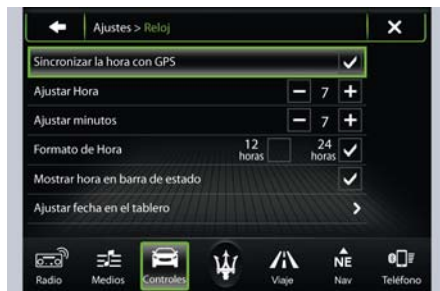 Ajustes > Reloj
Sincronizar la hora con GPS
Ajustar Hora 7
Ajustar minutos 7
Formato de Hora 12 horas 24 horas
Mostrar hora en barra de estado
Ajustar fecha en el tablero
Radio Medios Controles Viaje NE Nav Teléfono